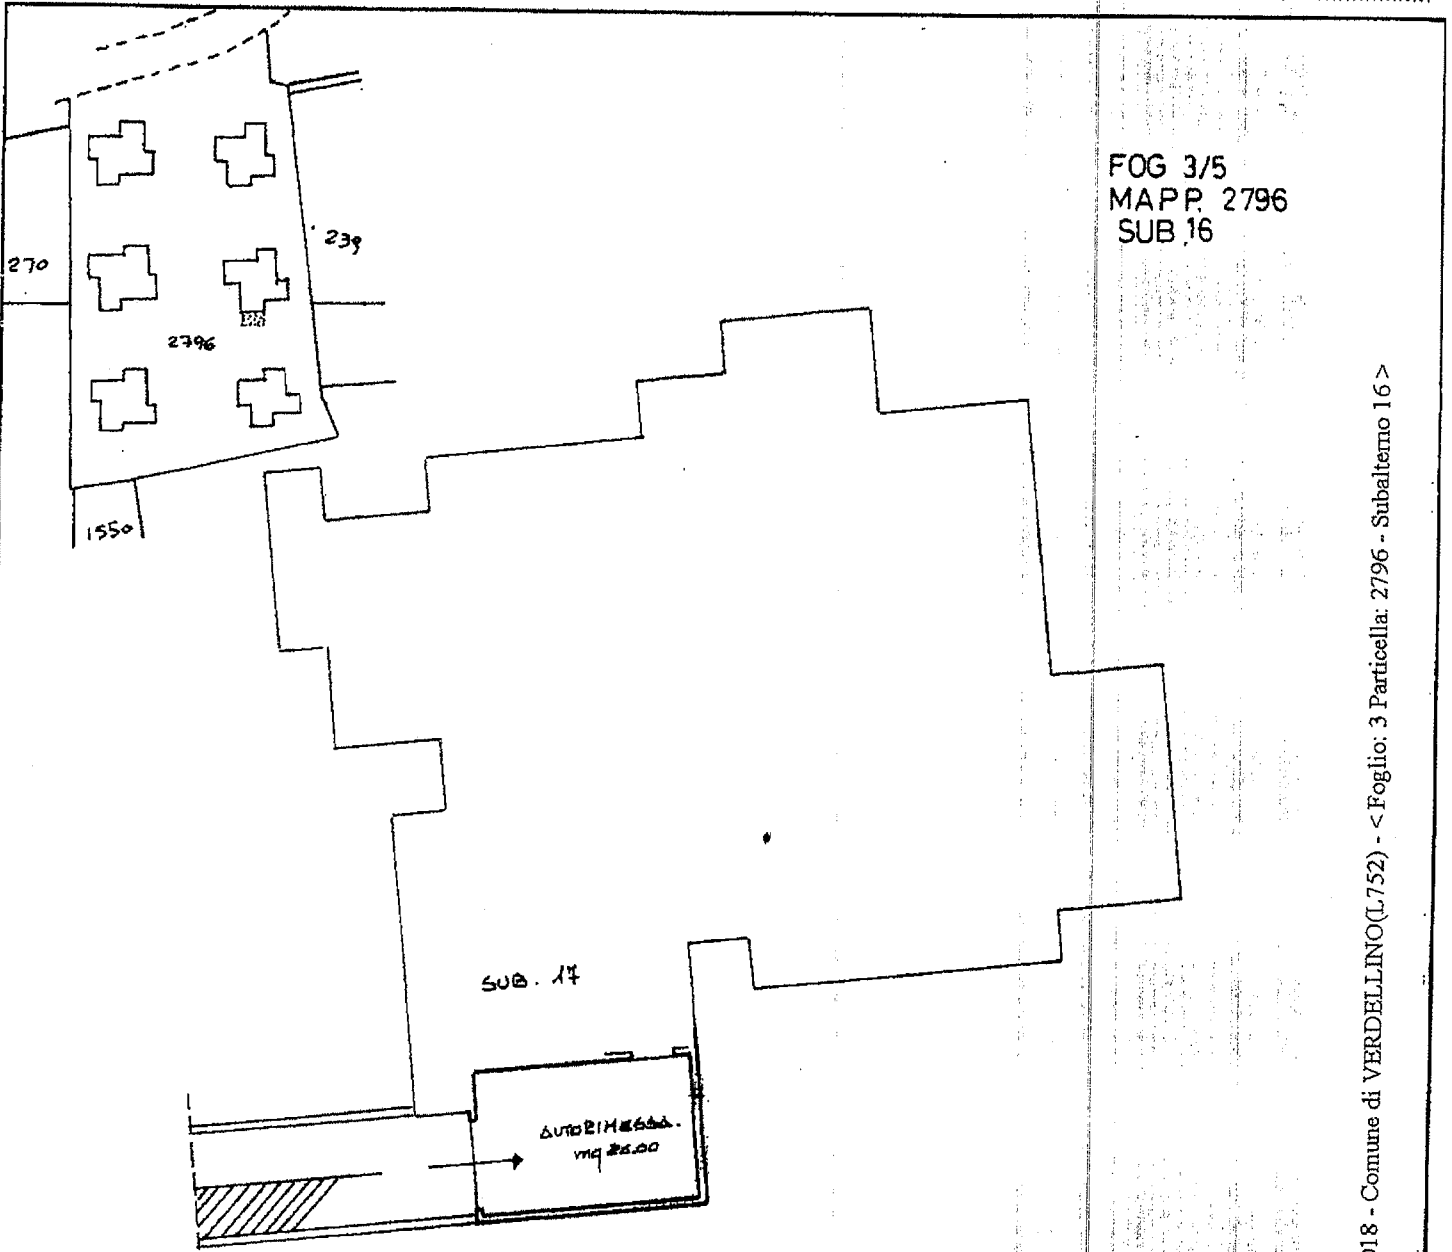 FOG 3/5
MAPP. 2796
SUB.16
239
270
2796
1550
SUB. 17
AUTORIMESSA.
mq
018 - Comune di VERDELLINO(L752) - <Foglio: 3 Particella: 2796 - Subalterno 16>